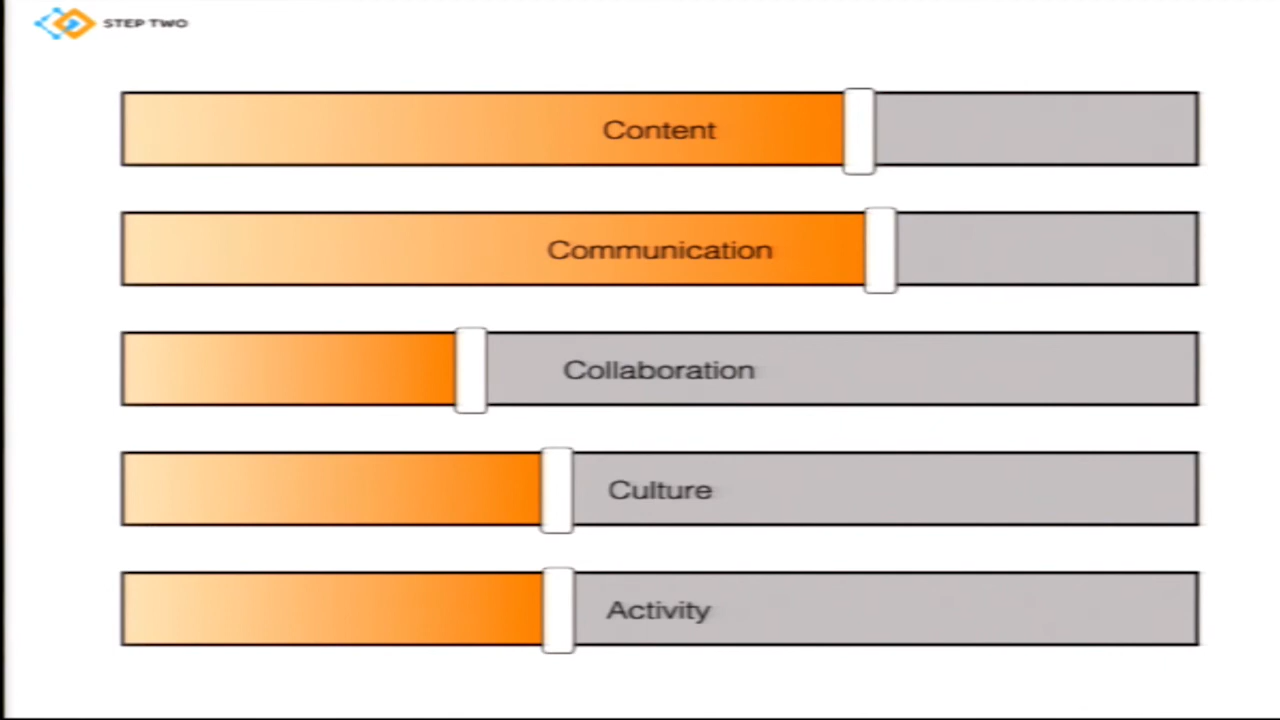 STEP TWO
Content
Communication
Collaboration
Culture
Activity